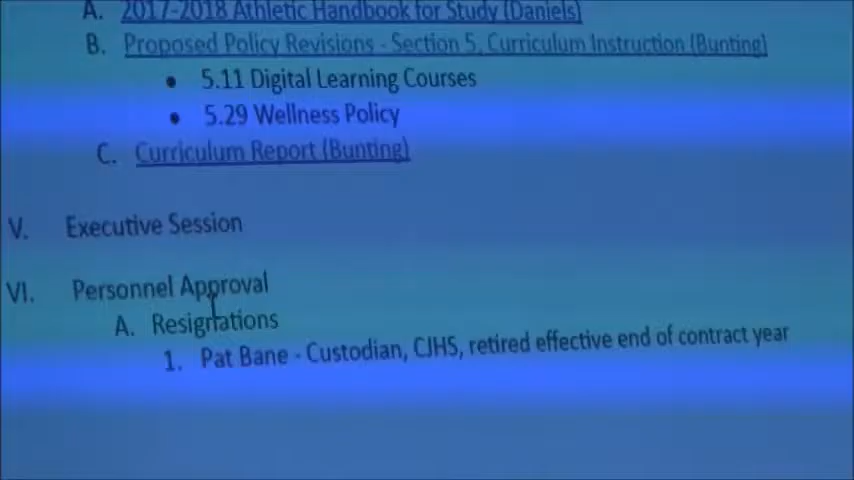 A. 2017-2018 Athletic Handbook for Study (Daniels)
B. Proposed Policy Revisions - Section 5, Curriculum Instruction (Bunting)
• 5.11 Digital Learning Courses
• 5.29 Wellness Policy
C. Curriculum Report (Bunting)
V. Executive Session
VI. Personnel Approval
A. Resignations
1. Pat Bane - Custodian, CJHS, retired effective end of contract year